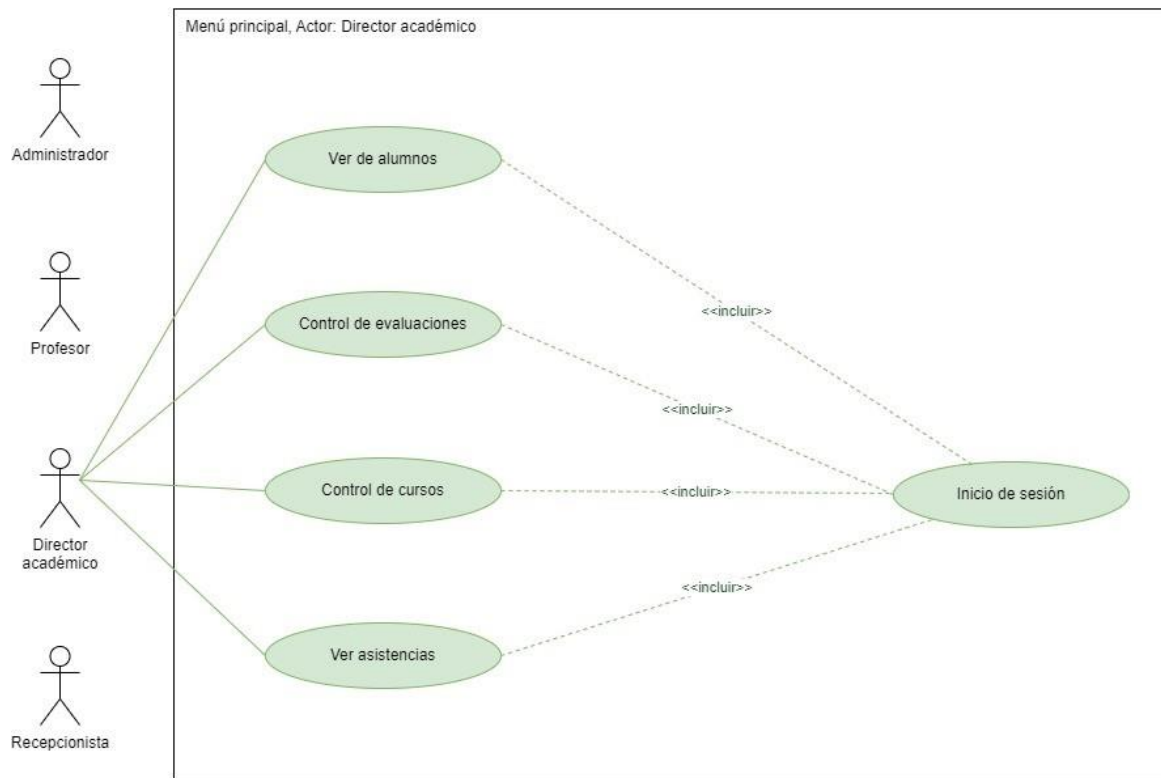 Menú principal, Actor: Director académico
Administrador
Ver de alumnos
<<incluir>>
Profesor
Control de evaluaciones
<<incluir>>
Director
académico
Control de cursos
<<incluir>>
Inicio de sesión
<<incluir>>
Ver asistencias
Recepcionista